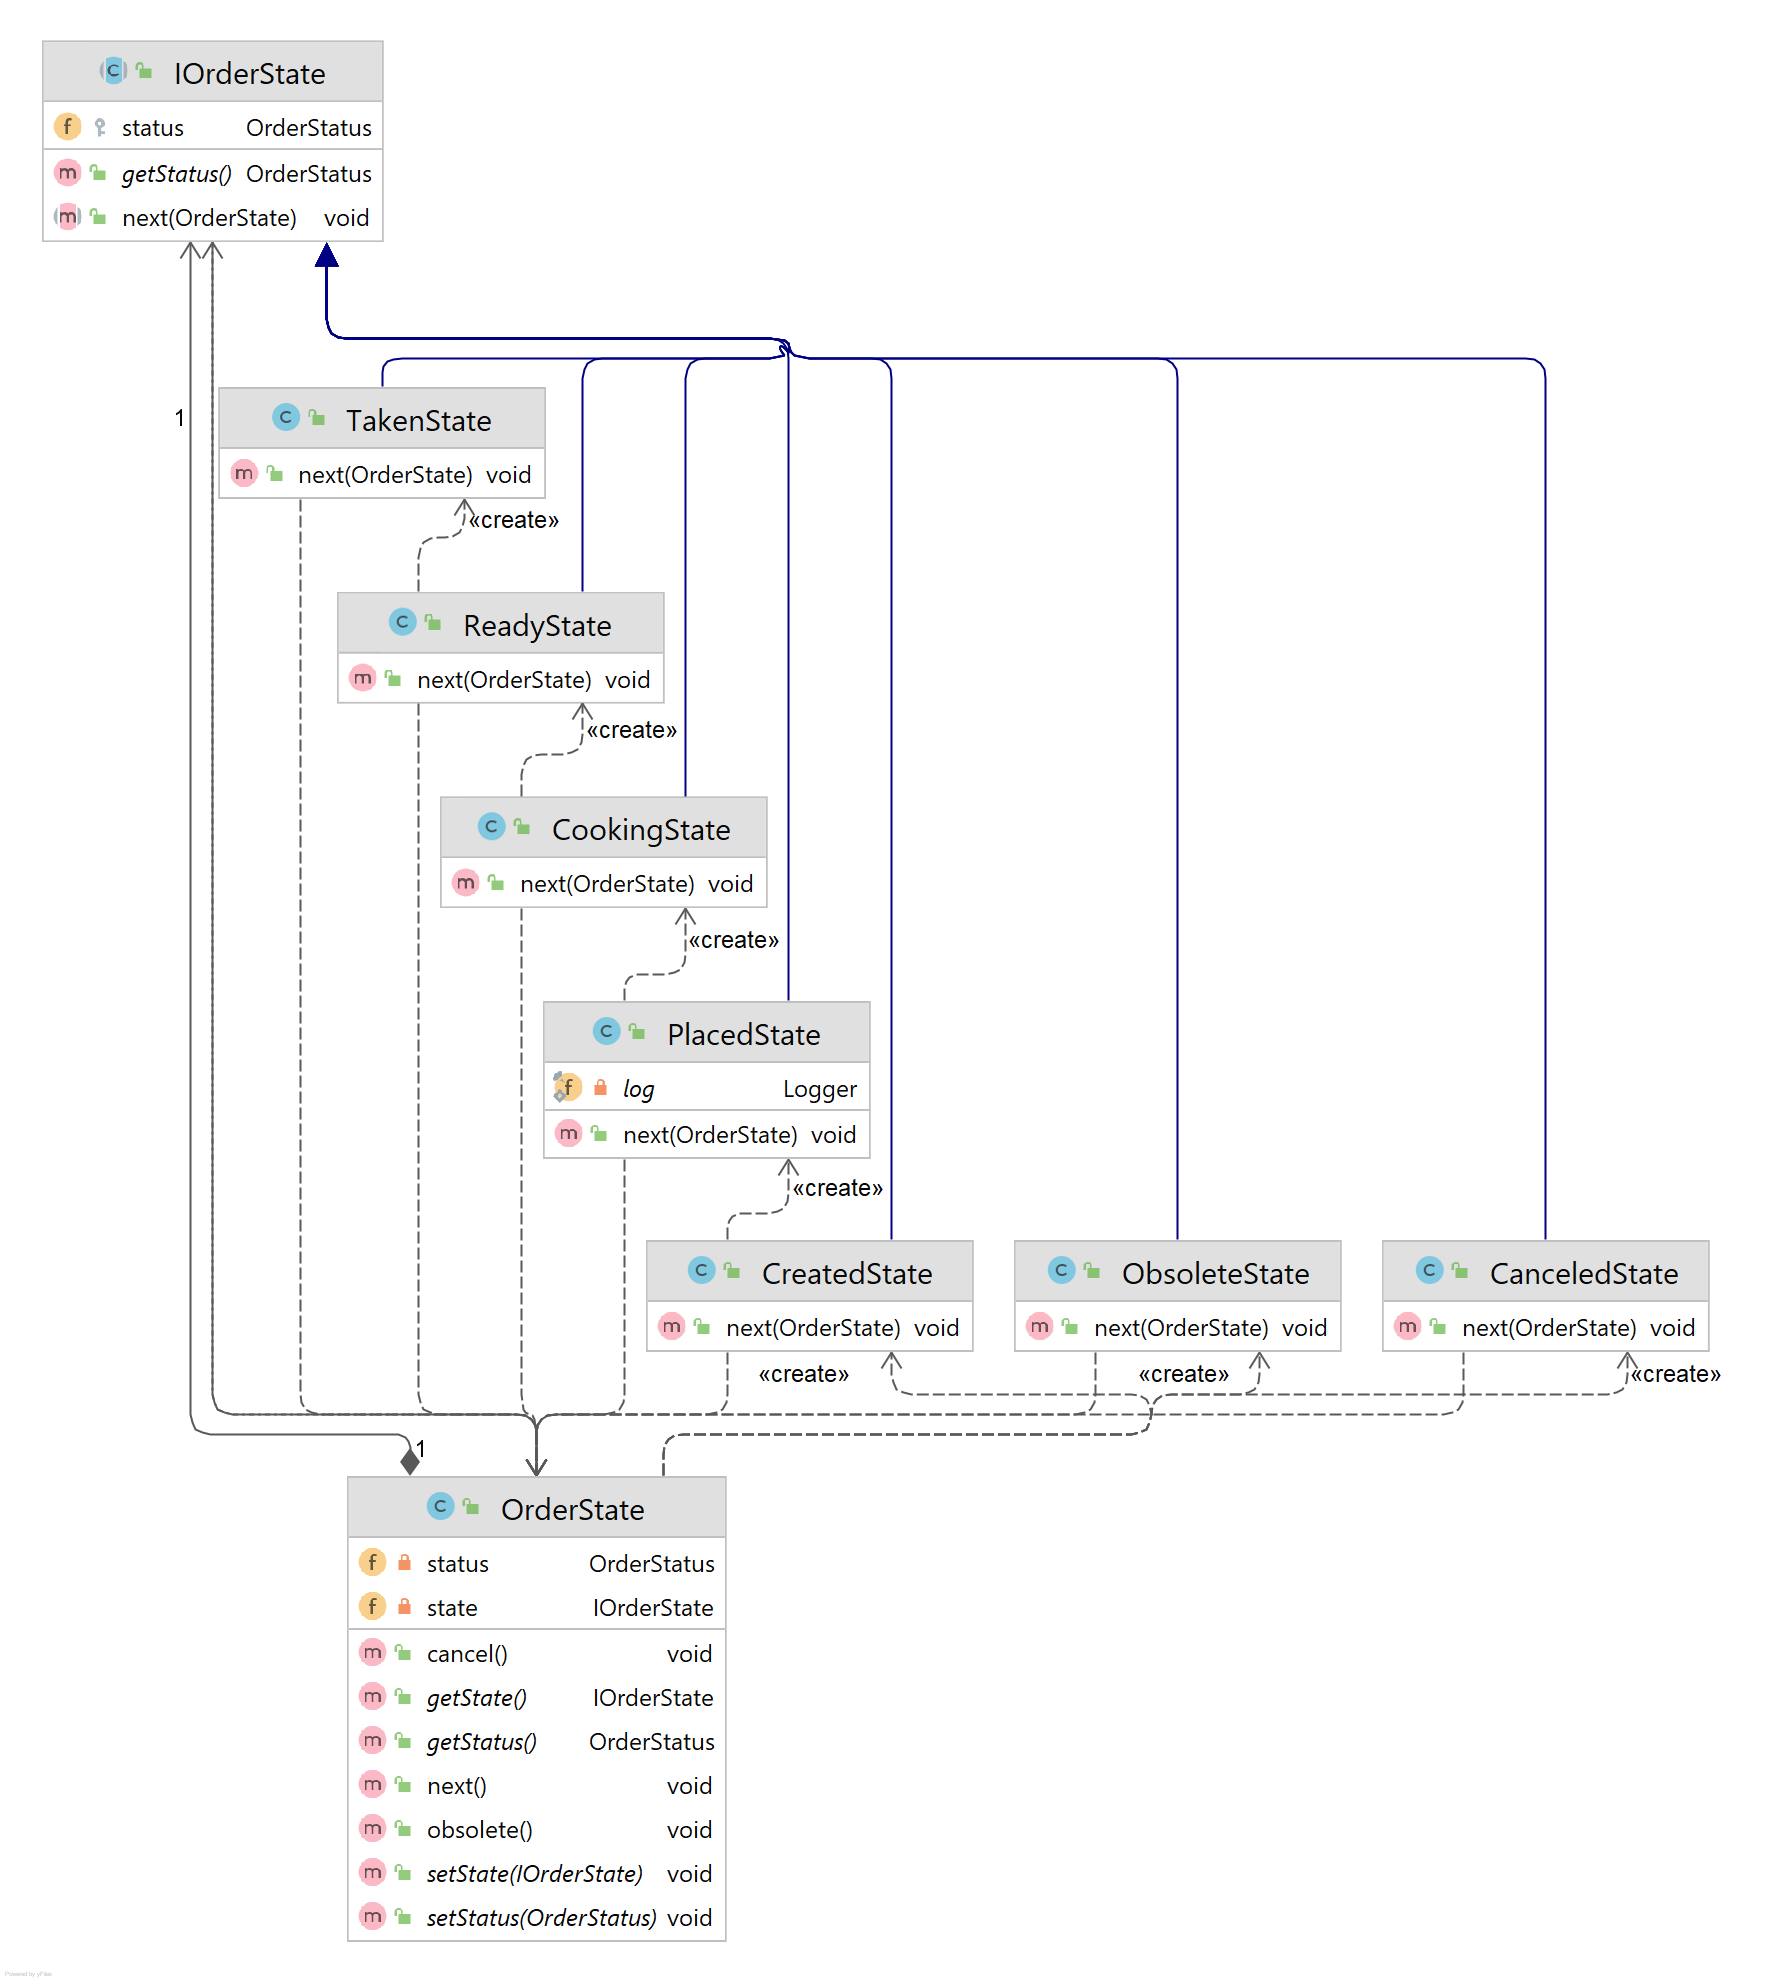 IOrderState
status OrderStatus
getStatus() OrderStatus
next(OrderState) void
1
TakenState
next(OrderState) void
«create»
ReadyState
next(OrderState) void
«create»
CookingState
next(OrderState) void
«create»
PlacedState
log Logger
next(OrderState) void
«create»
CreatedState
next(OrderState) void
ObsoleteState
next(OrderState) void
CanceledState
next(OrderState) void
«create»
«create»
«create»
1
OrderState
status OrderStatus
state IOrderState
cancel() void
getState() IOrderState
getStatus() OrderStatus
next() void
obsolete() void
setState(IOrderState) void
setStatus(OrderStatus) void
Powered by yFiles